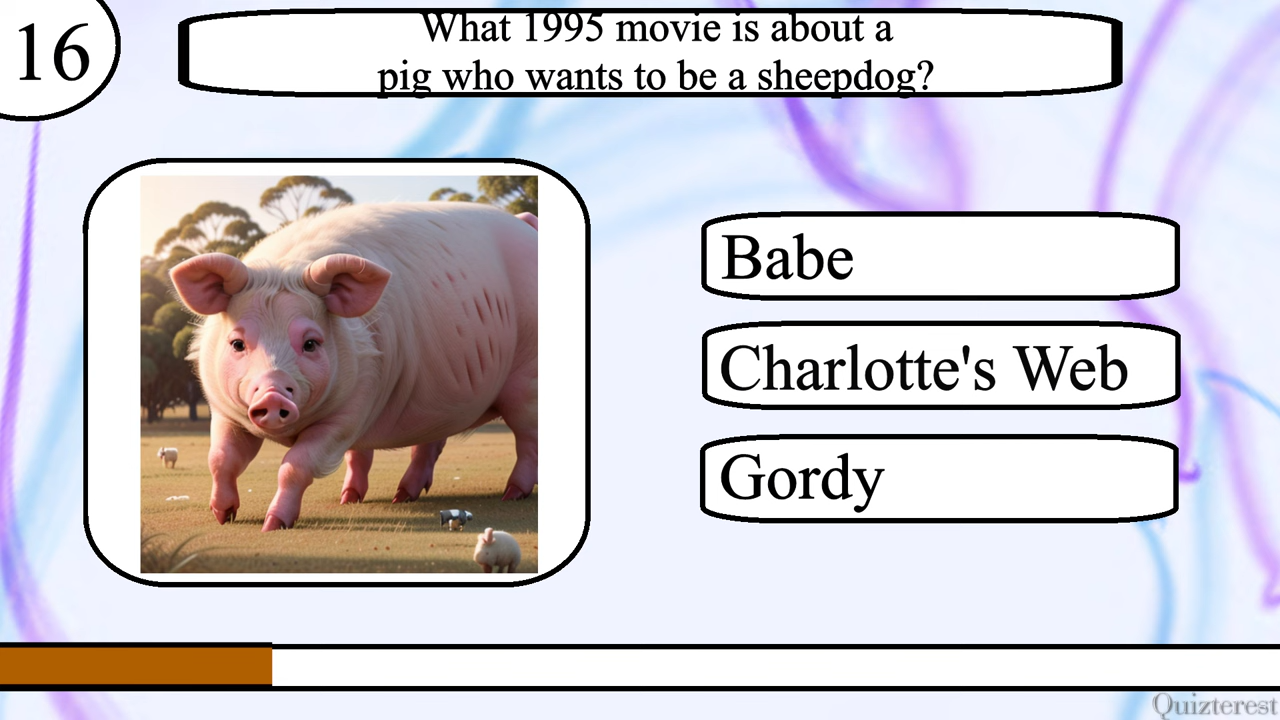 16
What 1995 movie is about a
pig who wants to be a sheepdog?
Babe
Charlotte's Web
Gordy
Quizterest